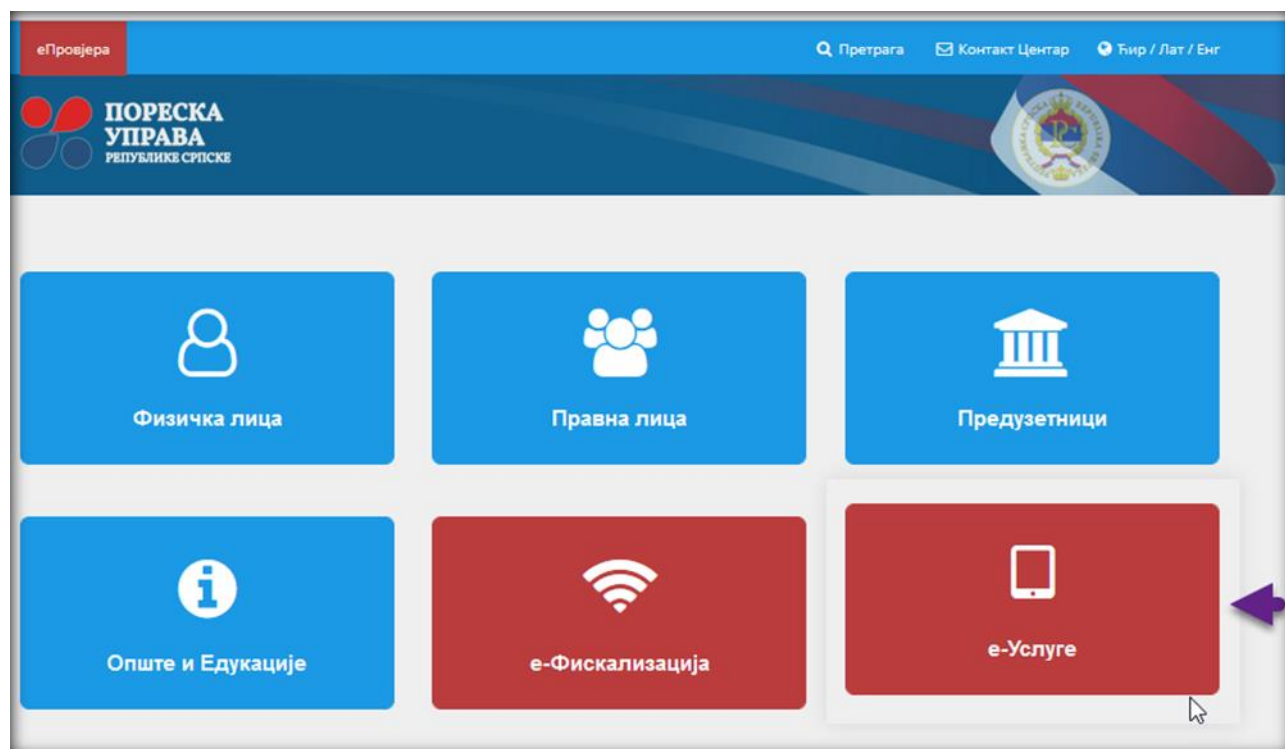 еПровјера
Претрага
Контакт Центар
Ћир / Лат / Енг
ПОРЕСКА
УПРАВА
РЕПУБЛИКЕ СРПСКЕ
Физичка лица
Правна лица
Предузетници
Опште и Едукације
е-Фискализација
е-Услуге